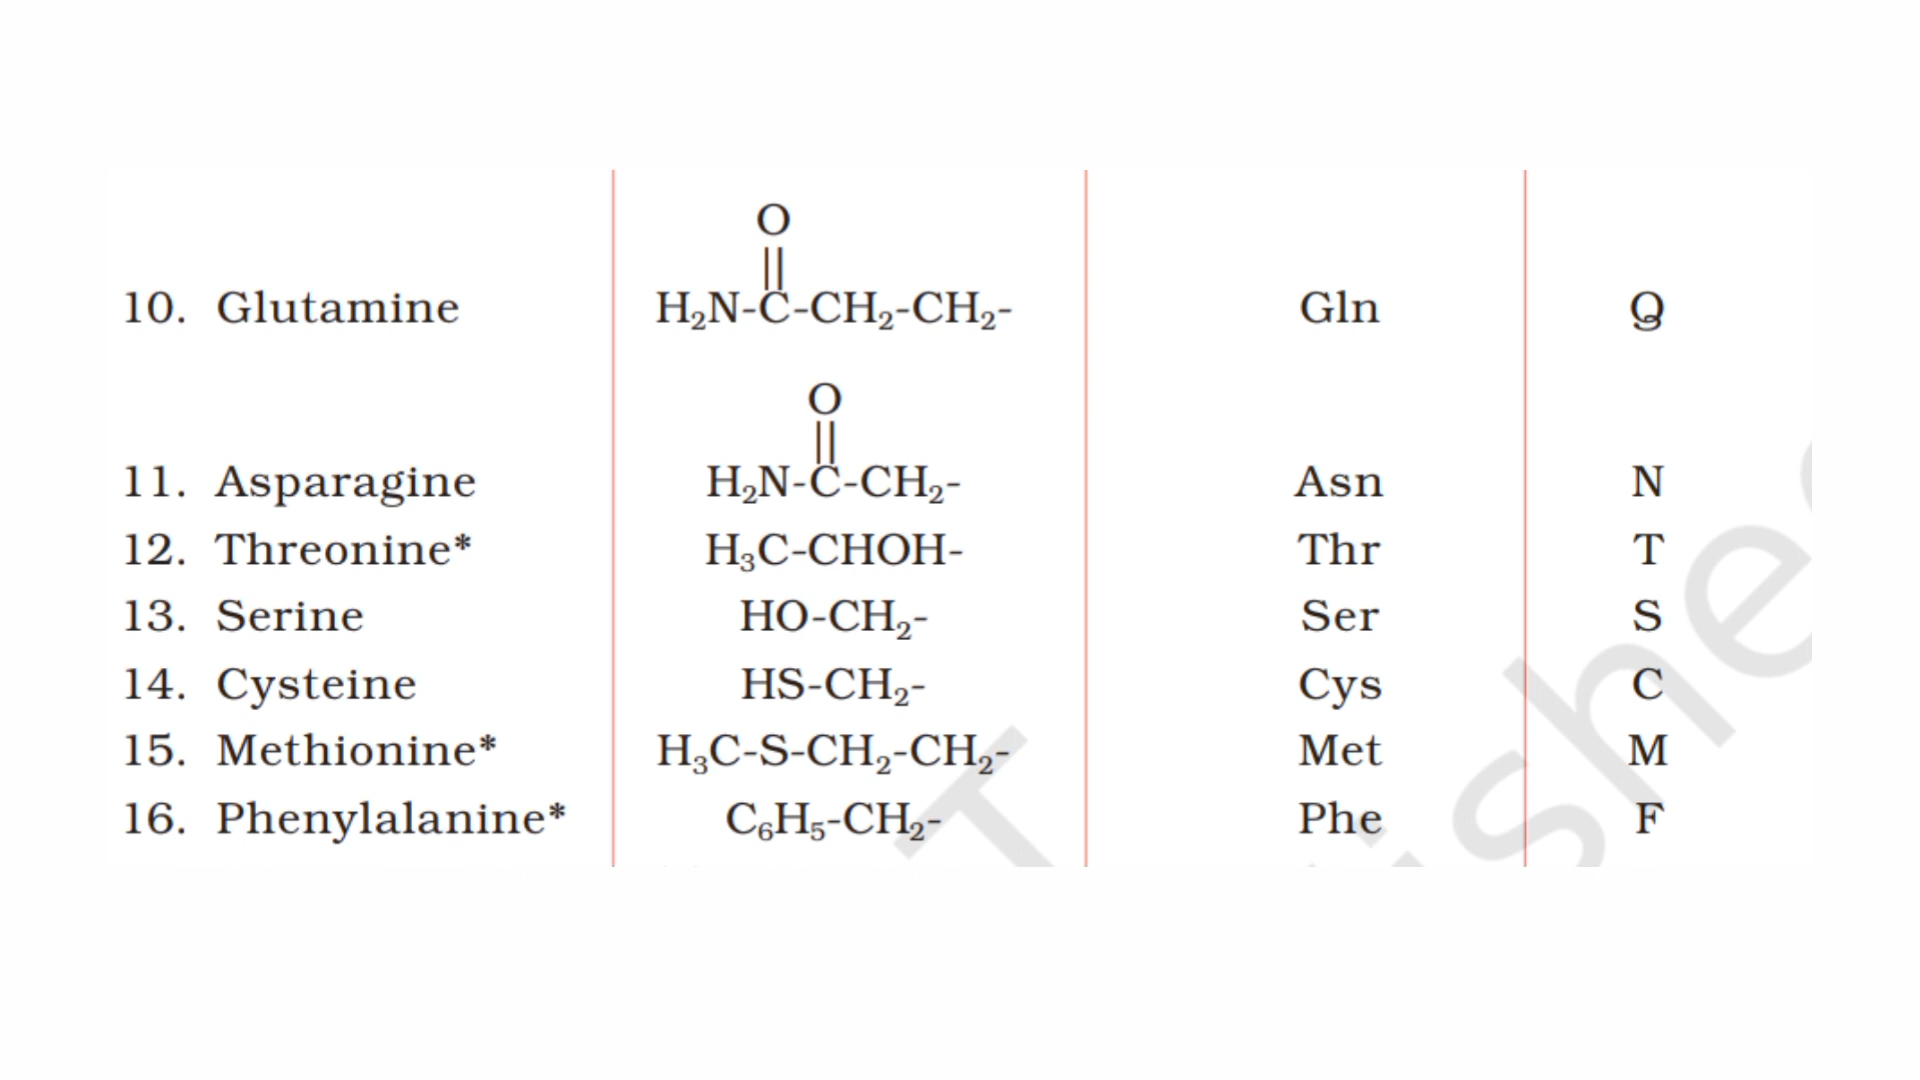 O
||
10. Glutamine H₂N-C-CH₂-CH₂- Gln Q
O
||
11. Asparagine H₂N-C-CH₂- Asn N
12. Threonine* H₃C-CHOH- Thr T
13. Serine HO-CH₂- Ser S
14. Cysteine HS-CH₂- Cys C
15. Methionine* H₃C-S-CH₂-CH₂- Met M
16. Phenylalanine* C₆H₅-CH₂- Phe F